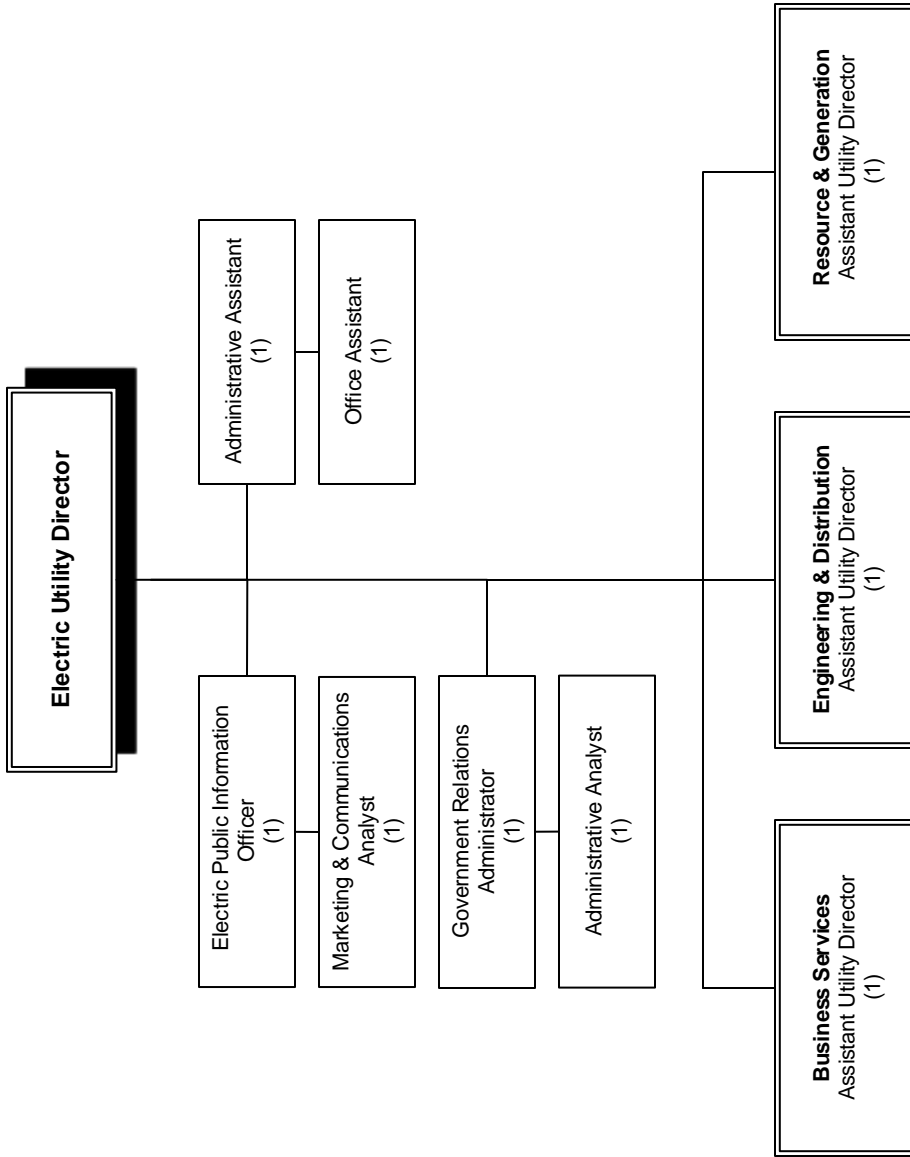 Electric Utility Director
Electric Public Information
Officer
(1)
Marketing & Communications
Analyst
(1)
Government Relations
Administrator
(1)
Administrative Analyst
(1)
Administrative Assistant
(1)
Office Assistant
(1)
Business Services
Assistant Utility Director
(1)
Engineering & Distribution
Assistant Utility Director
(1)
Resource & Generation
Assistant Utility Director
(1)